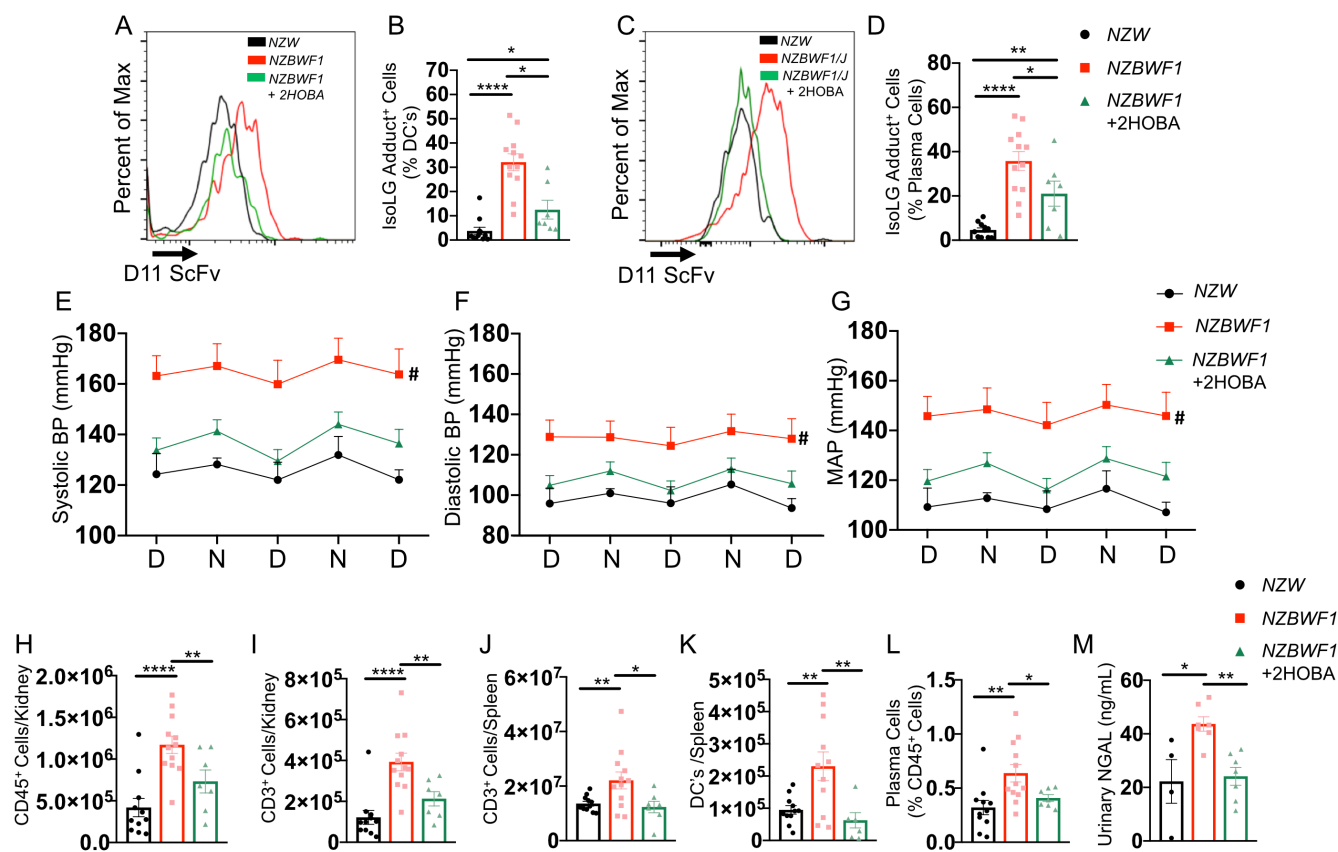 A
NZW
NZBWF1
NZBWF1
+ 2HOBA
Percent of Max
D11 ScFv
B
*
*
****
IsoLG Adduct⁺ Cells
(% DC's)
70
60
50
40
30
20
10
0
C
NZW
NZBWF1/J
NZBWF1/J
+ 2HOBA
Percent of Max
D11 ScFv
D
**
*
****
IsoLG Adduct⁺ Cells
(% Plasma Cells)
80
60
40
20
0
NZW
NZBWF1
NZBWF1
+2HOBA
E
Systolic BP (mmHg)
180
160
140
120
100
#
D N D N D
F
Diastolic BP (mmHg)
180
160
140
120
100
80
#
D N D N D
G
MAP (mmHg)
180
160
140
120
100
#
D N D N D
NZW
NZBWF1
NZBWF1
+2HOBA
H
**
****
CD45⁺ Cells/Kidney
2.0×10⁶
1.5×10⁶
1.0×10⁶
5.0×10⁵
0.0
I
**
****
CD3⁺ Cells/Kidney
8×10⁵
6×10⁵
4×10⁵
2×10⁵
0
J
*
**
CD3⁺ Cells/Spleen
6×10⁷
4×10⁷
2×10⁷
0
K
**
**
DC's /Spleen
5×10⁵
4×10⁵
3×10⁵
2×10⁵
1×10⁵
0
L
*
**
Plasma Cells
(% CD45⁺ Cells)
1.5
1.0
0.5
0.0
M
*
**
Urinary NGAL (ng/mL)
60
40
20
0
NZW
NZBWF1
NZBWF1
+2HOBA